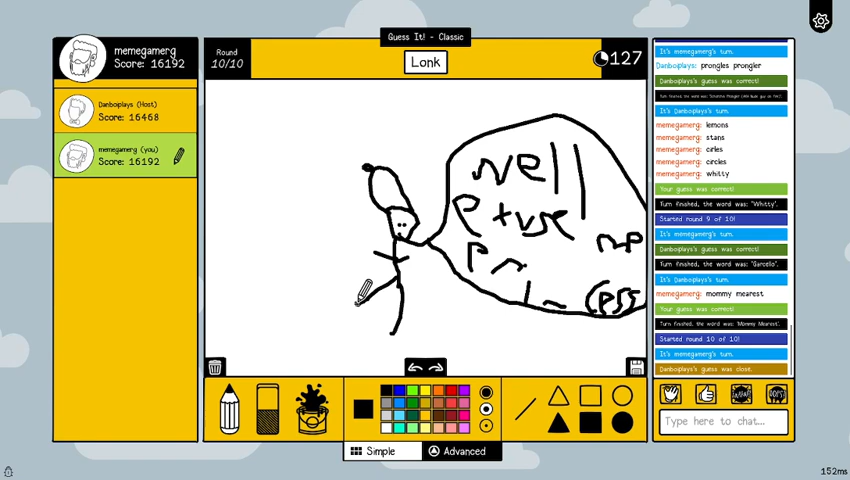 Guess It! - Classic
memegamerg
Score: 16192
Round
10/10
Lonk
127
Danboiplays (Host)
Score: 16468
memegamerg (you)
Score: 16192
well
It's memegamerg's turn.
Danboiplays: prongles prongler
Danboiplays's guess was correct!
It's Danboiplays's turn.
memegamerg: lemons
memegamerg: stans
memegamerg: cirles
memegamerg: circles
memegamerg: whitty
Your guess was correct!
Turn finished, the word was: "Whitty".
Started round 9 of 10!
It's memegamerg's turn.
Danboiplays's guess was correct!
Turn finished, the word was: "Garcello".
It's Danboiplays's turn.
memegamerg: mommy mearest
Your guess was correct!
Turn finished, the word was: "Mommy Mearest".
Started round 10 of 10!
It's memegamerg's turn.
Danboiplays's guess was close.
Type here to chat...
Simple
Advanced
152ms